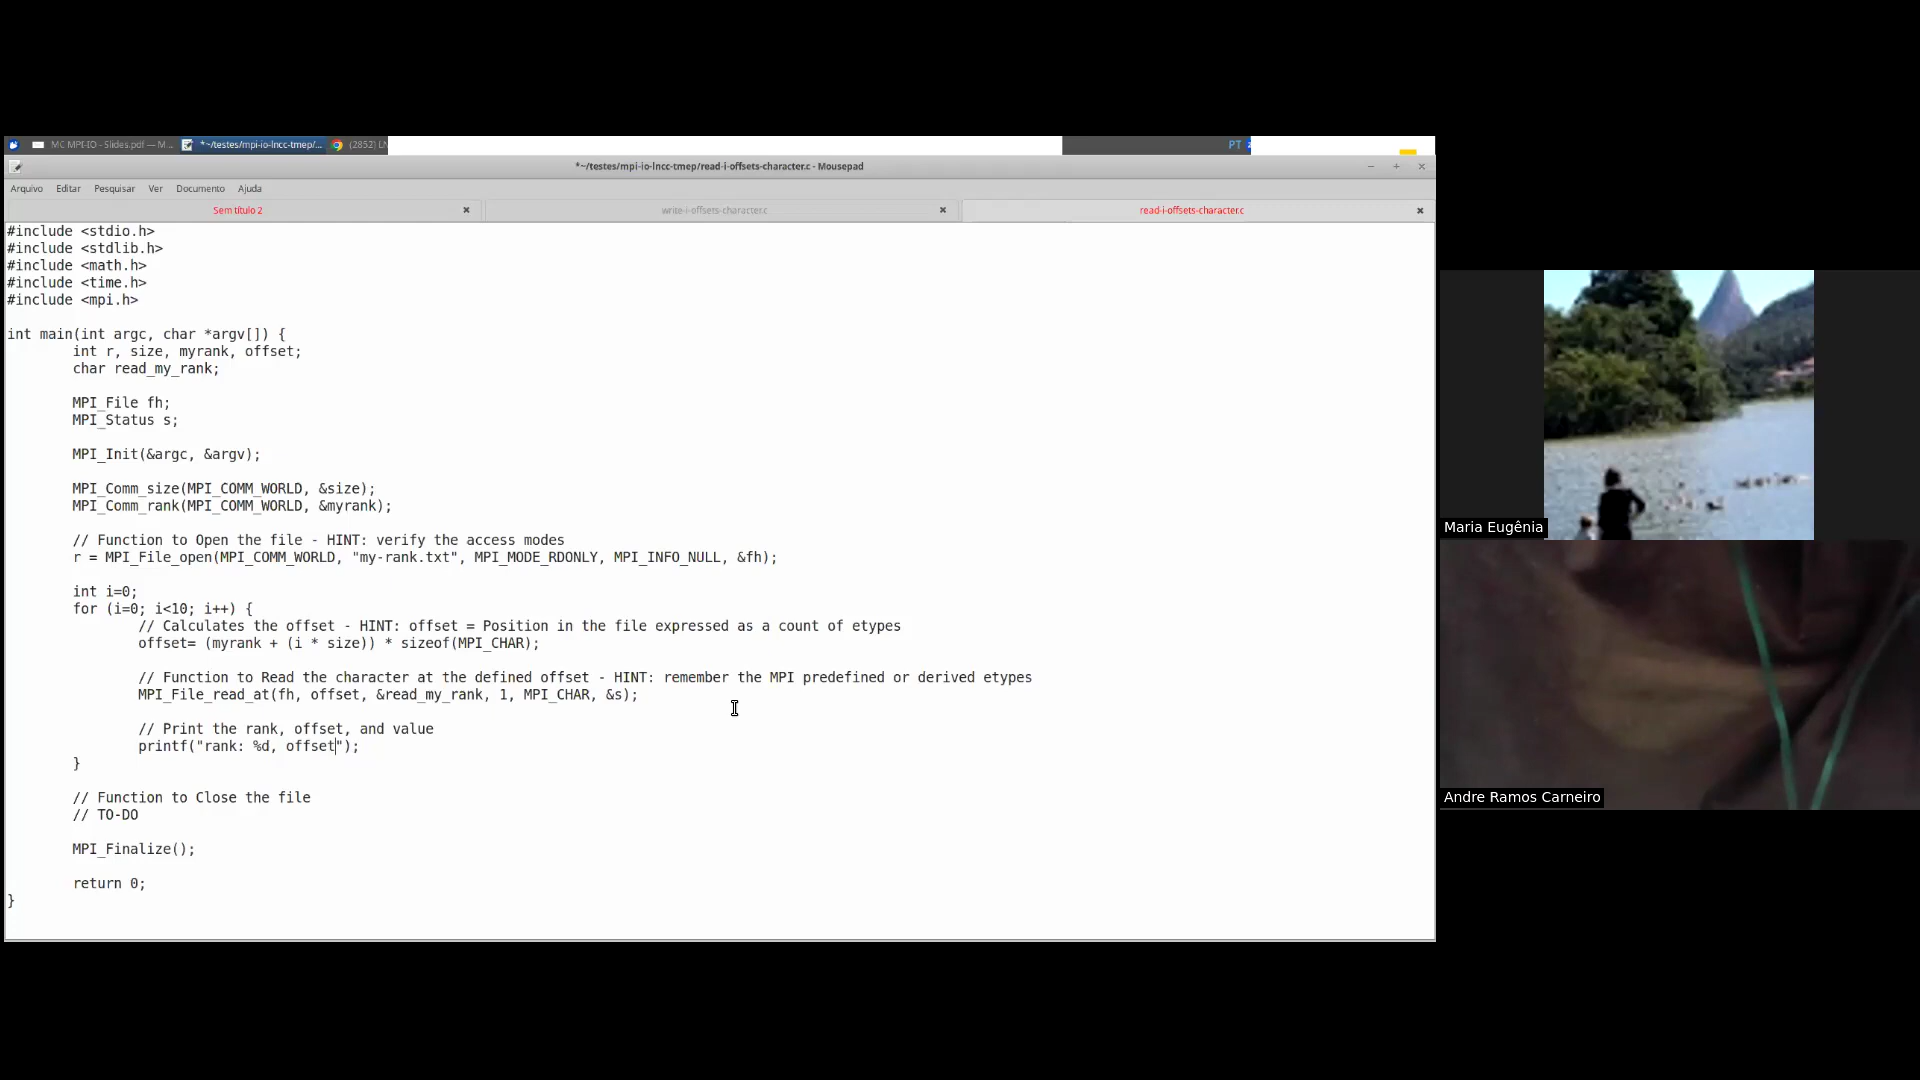 MC MPI-IO - Slides.pdf — M...
*~/testes/mpi-io-lncc-tmep/...
(2852) LN
PT
*~/testes/mpi-io-lncc-tmep/read-i-offsets-character.c - Mousepad
Arquivo Editar Pesquisar Ver Documento Ajuda
Sem título 2
write-i-offsets-character.c
read-i-offsets-character.c
#include <stdio.h>
#include <stdlib.h>
#include <math.h>
#include <time.h>
#include <mpi.h>
int main(int argc, char *argv[]) {
int r, size, myrank, offset;
char read_my_rank;
MPI_File fh;
MPI_Status s;
MPI_Init(&argc, &argv);
MPI_Comm_size(MPI_COMM_WORLD, &size);
MPI_Comm_rank(MPI_COMM_WORLD, &myrank);
// Function to Open the file - HINT: verify the access modes
r = MPI_File_open(MPI_COMM_WORLD, "my-rank.txt", MPI_MODE_RDONLY, MPI_INFO_NULL, &fh);
int i=0;
for (i=0; i<10; i++) {
// Calculates the offset - HINT: offset = Position in the file expressed as a count of etypes
offset= (myrank + (i * size)) * sizeof(MPI_CHAR);
// Function to Read the character at the defined offset - HINT: remember the MPI predefined or derived etypes
MPI_File_read_at(fh, offset, &read_my_rank, 1, MPI_CHAR, &s);
// Print the rank, offset, and value
printf("rank: %d, offset");
}
// Function to Close the file
// TO-DO
MPI_Finalize();
return 0;
}
Maria Eugênia
Andre Ramos Carneiro